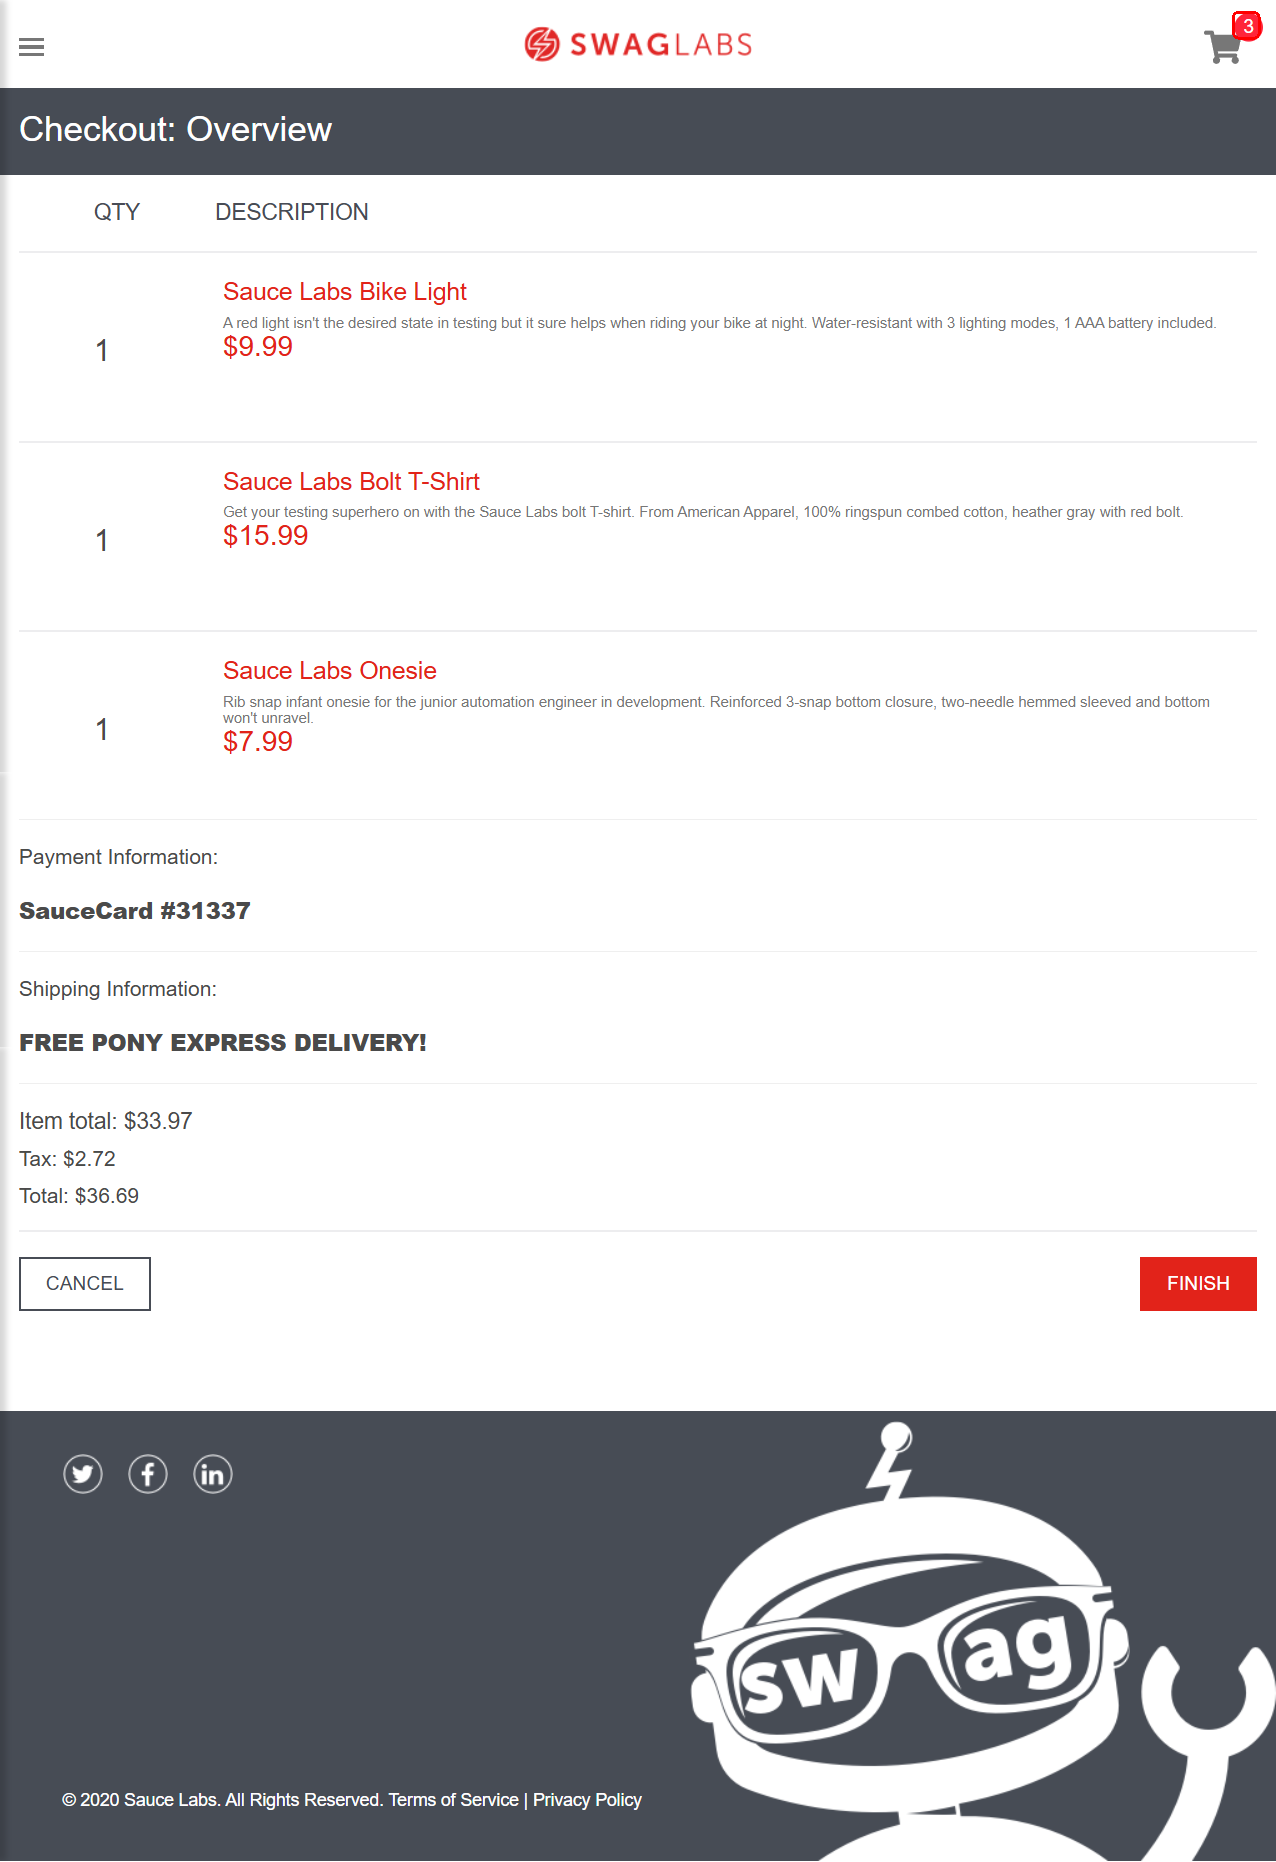 SWAGLABS
3
Checkout: Overview
QTY DESCRIPTION
Sauce Labs Bike Light
A red light isn't the desired state in testing but it sure helps when riding your bike at night. Water-resistant with 3 lighting modes, 1 AAA battery included.
1
$9.99
Sauce Labs Bolt T-Shirt
Get your testing superhero on with the Sauce Labs bolt T-shirt. From American Apparel, 100% ringspun combed cotton, heather gray with red bolt.
1
$15.99
Sauce Labs Onesie
Rib snap infant onesie for the junior automation engineer in development. Reinforced 3-snap bottom closure, two-needle hemmed sleeved and bottom
won't unravel.
1
$7.99
Payment Information:
SauceCard #31337
Shipping Information:
FREE PONY EXPRESS DELIVERY!
Item total: $33.97
Tax: $2.72
Total: $36.69
CANCEL
FINISH
swag
© 2020 Sauce Labs. All Rights Reserved. Terms of Service | Privacy Policy